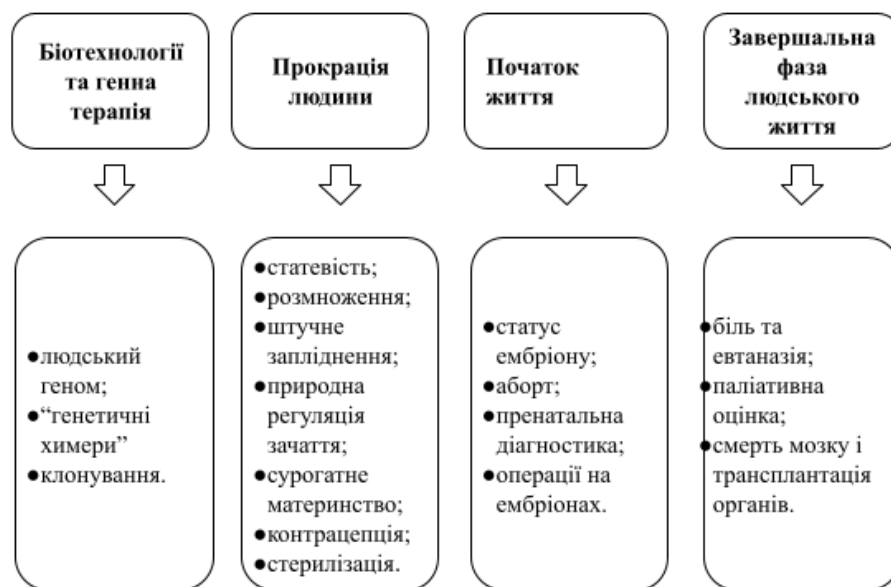 Біотехнології
та генна
терапія
Прокрація
людини
Початок
життя
Завершальна
фаза
людського
життя
●людський
геном;
●“генетичні
химери”
●клонування.
●статевість;
●розмноження;
●штучне
запліднення;
●природна
регуляція
зачаття;
●сурогатне
материнство;
●контрацепція;
●стерилізація.
●статус
ембріону;
●аборт;
●пренатальна
діагностика;
●операції на
ембріонах.
●біль та
евтаназія;
●паліативна
оцінка;
●смерть мозку і
трансплантація
органів.